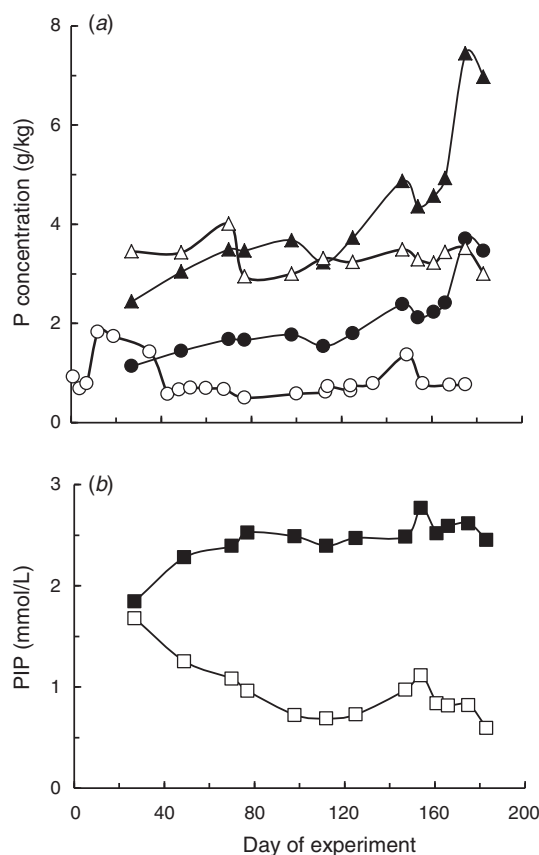 (a)
8
6
4
2
0
P concentration (g/kg)
(b)
3
2
1
0
PIP (mmol/L)
0 40 80 120 160 200
Day of experiment